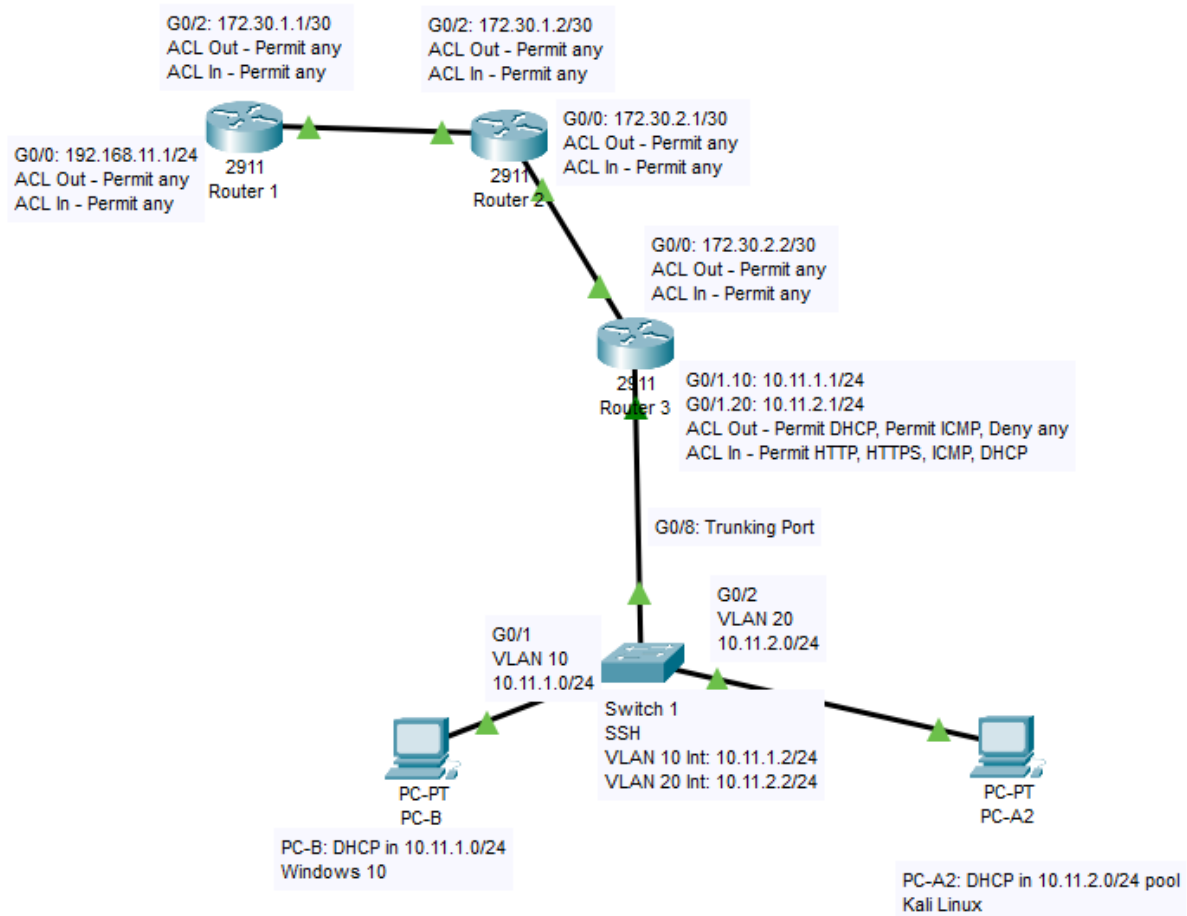 G0/2: 172.30.1.1/30
ACL Out - Permit any
ACL In - Permit any
G0/2: 172.30.1.2/30
ACL Out - Permit any
ACL In - Permit any
G0/0: 192.168.11.1/24
ACL Out - Permit any
ACL In - Permit any
2911
Router 1
2911
Router 2
G0/0: 172.30.2.1/30
ACL Out - Permit any
ACL In - Permit any
G0/0: 172.30.2.2/30
ACL Out - Permit any
ACL In - Permit any
2911
Router 3
G0/1.10: 10.11.1.1/24
G0/1.20: 10.11.2.1/24
ACL Out - Permit DHCP, Permit ICMP, Deny any
ACL In - Permit HTTP, HTTPS, ICMP, DHCP
G0/8: Trunking Port
G0/1
VLAN 10
10.11.1.0/24
G0/2
VLAN 20
10.11.2.0/24
Switch 1
SSH
VLAN 10 Int: 10.11.1.2/24
VLAN 20 Int: 10.11.2.2/24
PC-PT
PC-B
PC-B: DHCP in 10.11.1.0/24
Windows 10
PC-PT
PC-A2
PC-A2: DHCP in 10.11.2.0/24 pool
Kali Linux